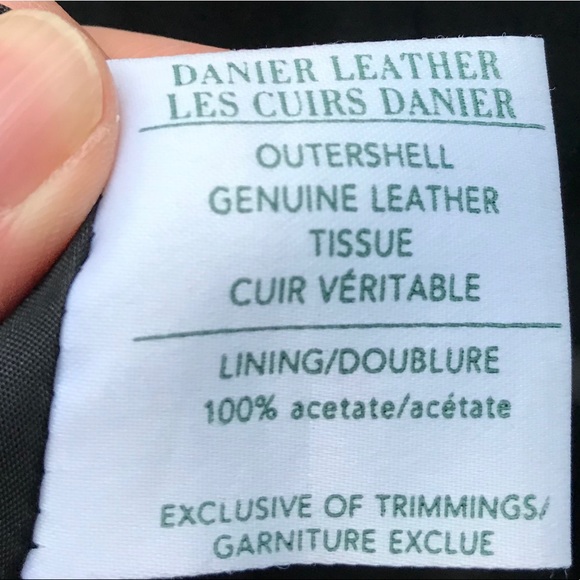 DANIER LEATHER
LES CUIRS DANIER
OUTERSHELL
GENUINE LEATHER
TISSUE
CUIR VÉRITABLE
LINING/DOUBLURE
100% acetate/acétate
EXCLUSIVE OF TRIMMINGS/
GARNITURE EXCLUE